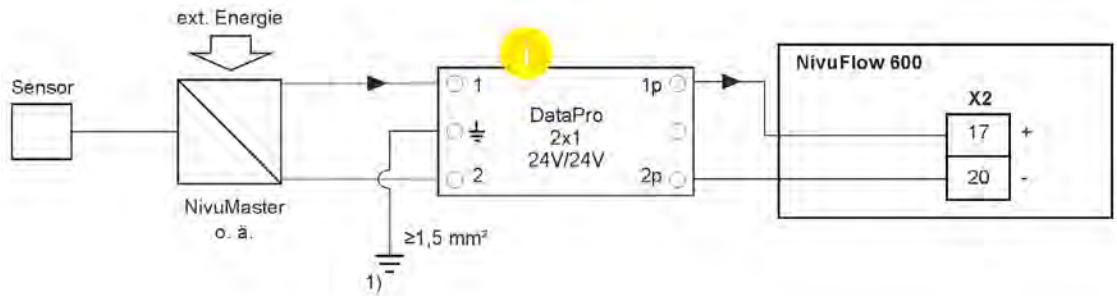 ext. Energie
Sensor
NivuMaster
o. ä.
1
2
≥1,5 mm²
1)
DataPro
2x1
24V/24V
1p
2p
NivuFlow 600
X2
17 +
20 -